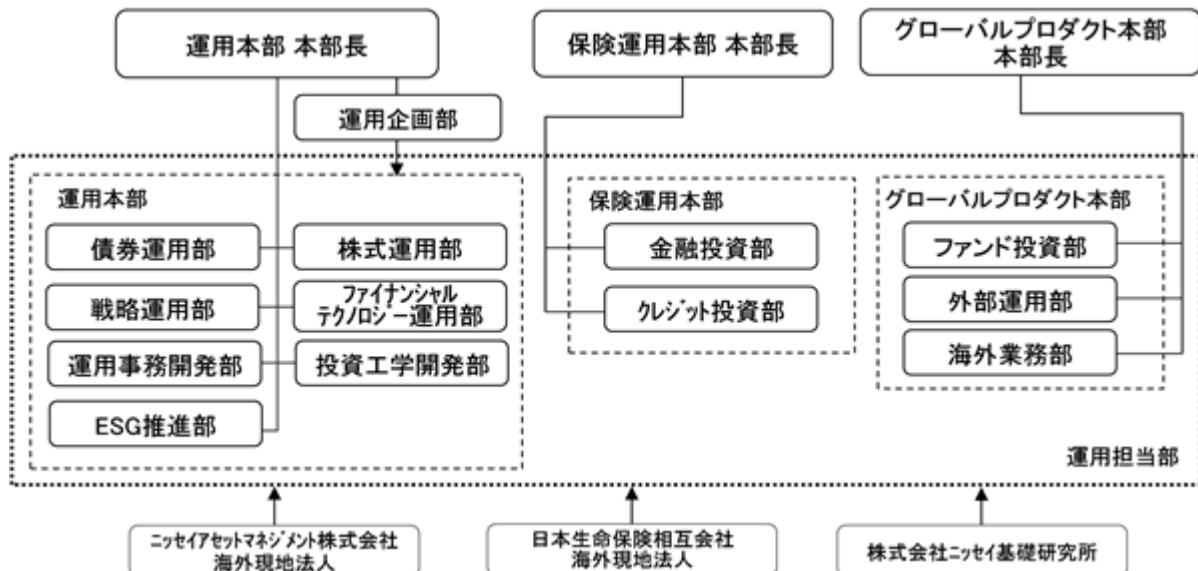 運用本部 本部長
保険運用本部 本部長
グローバルプロダクト本部
本部長
運用企画部
運用本部
債券運用部
株式運用部
戦略運用部
ファイナンシャル
テクノロジー運用部
運用事務開発部
投資工学開発部
ESG推進部
保険運用本部
金融投資部
クレジット投資部
グローバルプロダクト本部
ファンド投資部
外部運用部
海外業務部
運用担当部
ニッセイアセットマネジメント株式会社
海外現地法人
日本生命保険相互会社
海外現地法人
株式会社ニッセイ基礎研究所